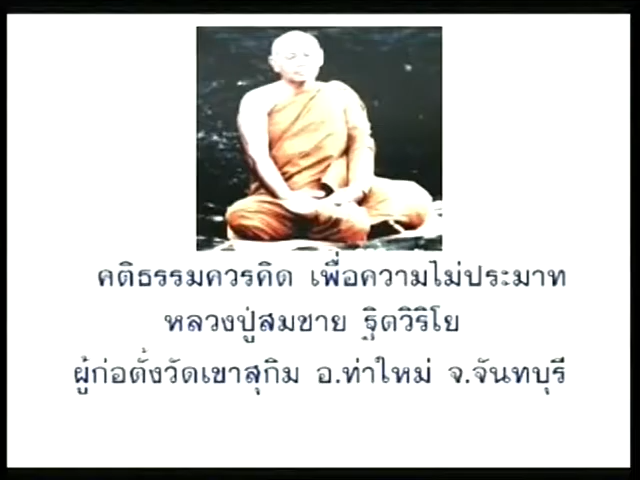 คติธรรมควรคิด เพื่อความไม่ประมาท
หลวงปู่สมชาย ฐิตวิริโย
ผู้ก่อตั้งวัดเขาสุกิม อ.ท่าใหม่ จ.จันทบุรี